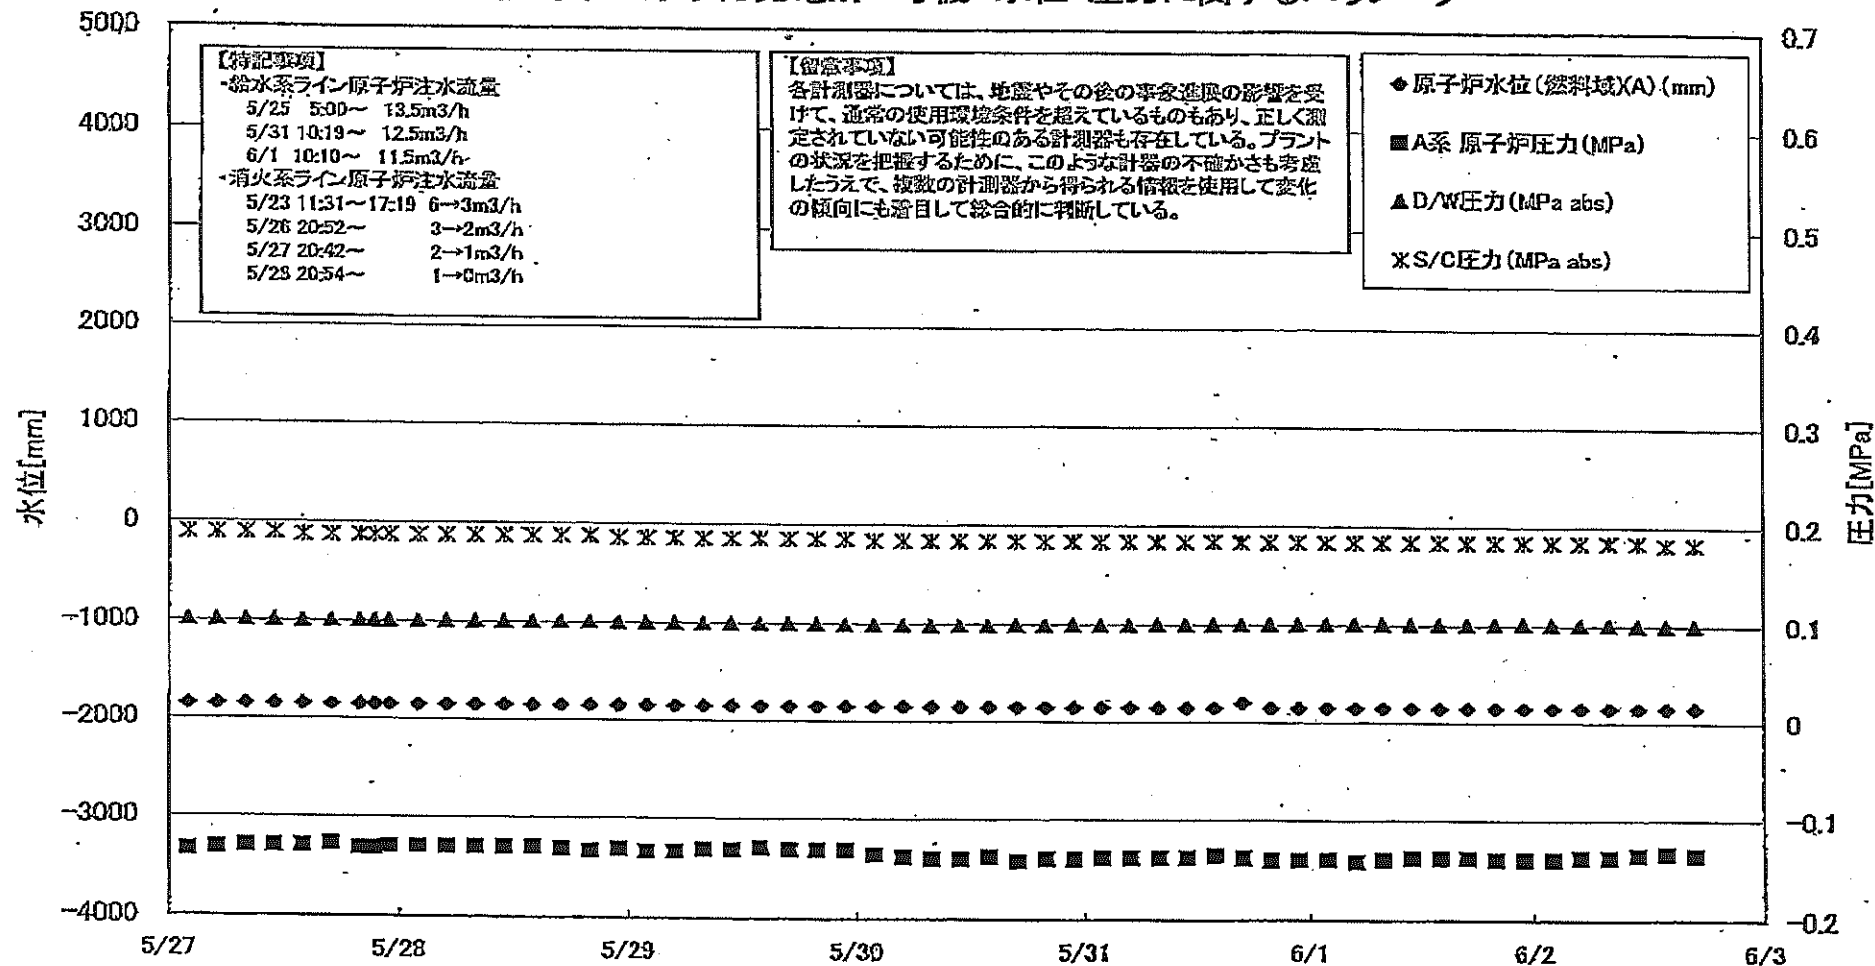 水位・圧力に関するパラメータ
【特記事項】
・給水系ライン原子炉注水流量
5/25 5:00～ 13.5m3/h
5/31 10:19～ 12.5m3/h
6/1 10:10～ 11.5m3/h
・消火系ライン原子炉注水流量
5/23 11:31～17:19 6→3m3/h
5/26 20:52～ 3→2m3/h
5/27 20:42～ 2→1m3/h
5/28 20:54～ 1→0m3/h
【留意事項】
各計測器については、地震やその後の事象進展の影響を受
けて、通常の使用環境条件を超えているものもあり、正しく測
定されていない可能性のある計測器も存在している。プラント
の状況を把握するために、このような計器の不確かさも考慮
したうえで、複数の計測器から得られる情報を使用して変化
の傾向にも着目して総合的に判断している。
原子炉水位(燃料域)(A) (mm)
A系 原子炉圧力(MPa)
D/W圧力(MPa abs)
S/C圧力(MPa abs)
水位[mm]
5000
4000
3000
2000
1000
0
-1000
-2000
-3000
-4000
圧力[MPa]
0.7
0.6
0.5
0.4
0.3
0.2
0.1
0
-0.1
-0.2
5/27
5/28
5/29
5/30
5/31
6/1
6/2
6/3